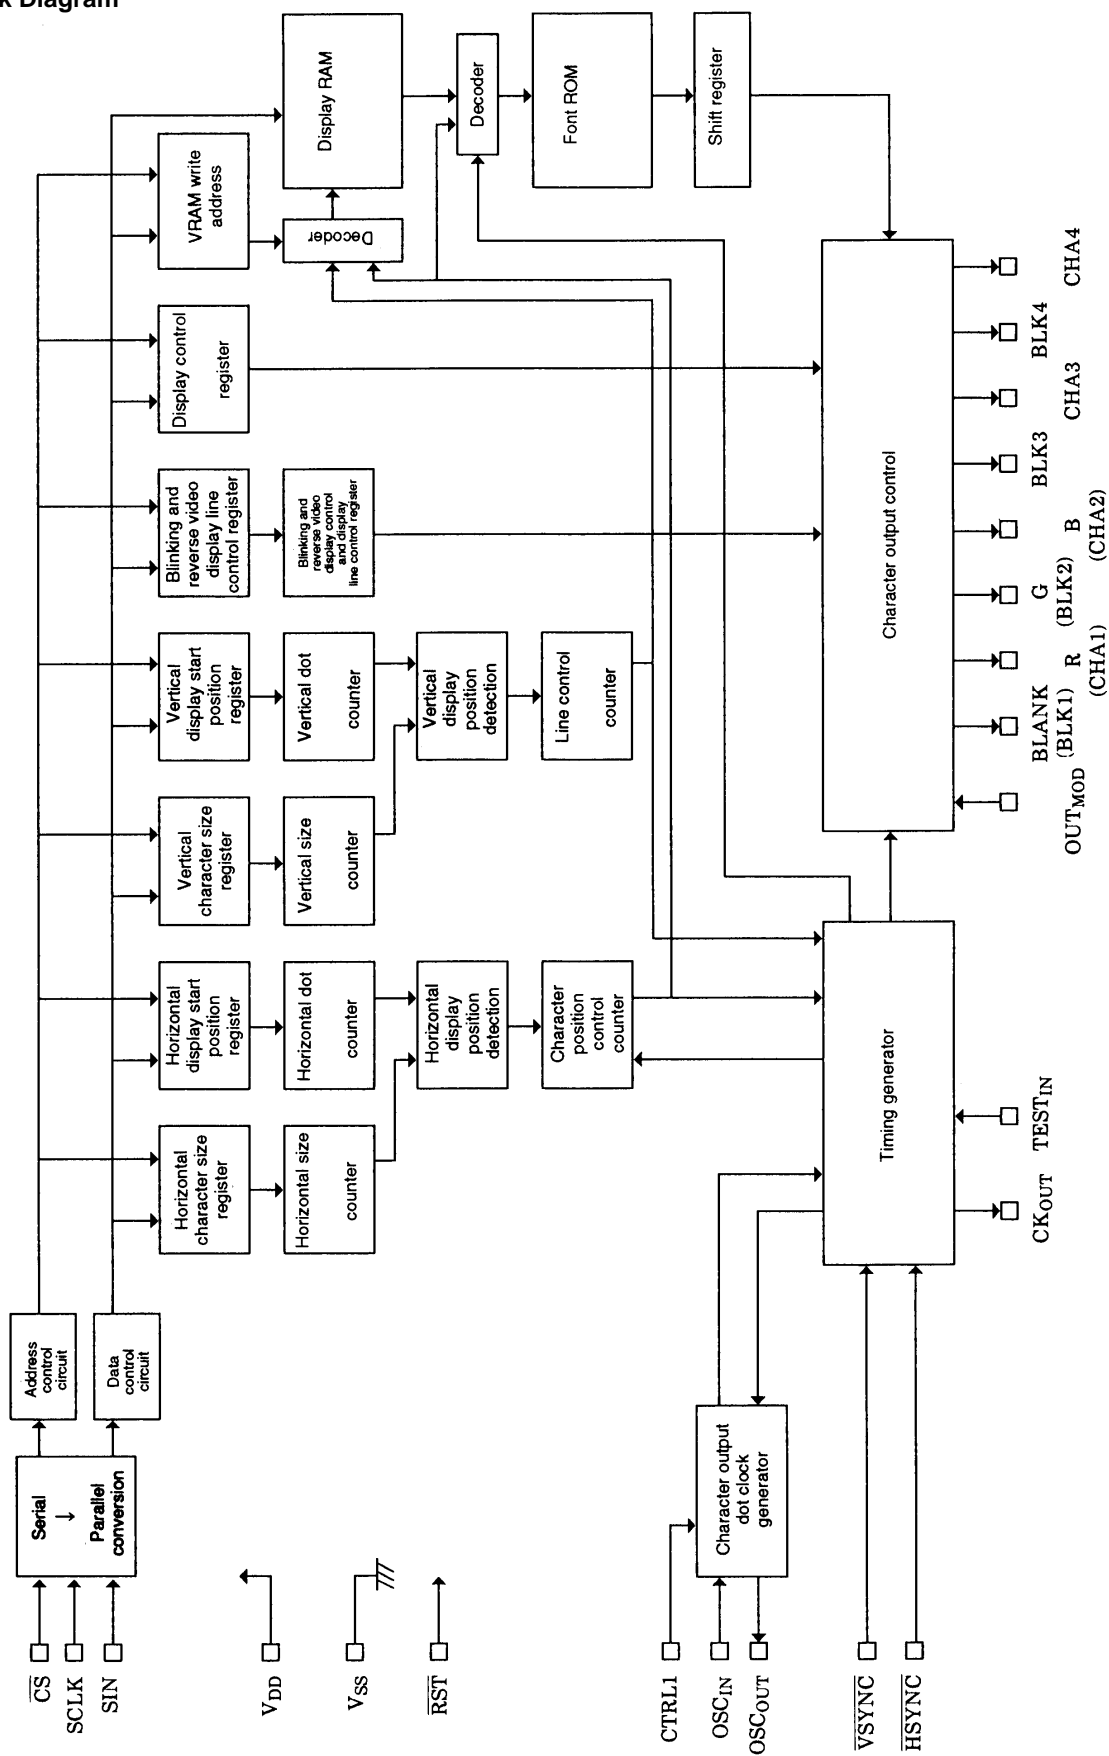 k Diagram
CS
SCLK
SIN
VDD
VSS
RST
CTRL1
OSCIN
OSCOUT
VSYNC
HSYNC
Serial
↓
Parallel
conversion
Address
control
circuit
Data
control
circuit
Horizontal
character size
register
Horizontal
display start
position
register
Vertical
character size
register
Vertical
display start
position
register
Blinking and
reverse video
display line
control register
Display control
register
VRAM write
address
Horizontal size
counter
Horizontal dot
counter
Vertical size
counter
Vertical dot
counter
Blinking and
reverse video
display control
and display
line control register
Decoder
Display RAM
Horizontal
display
position
detection
Vertical
display
position
detection
Decoder
Character
position
control
counter
Line control
counter
Font ROM
Character output
dot clock
generator
Shift register
Timing generator
Character output control
CKOUT
TESTIN
OUTMOD
BLANK
(BLK1)
R
(CHA1)
G
(BLK2)
B
(CHA2)
BLK3
CHA3
BLK4
CHA4